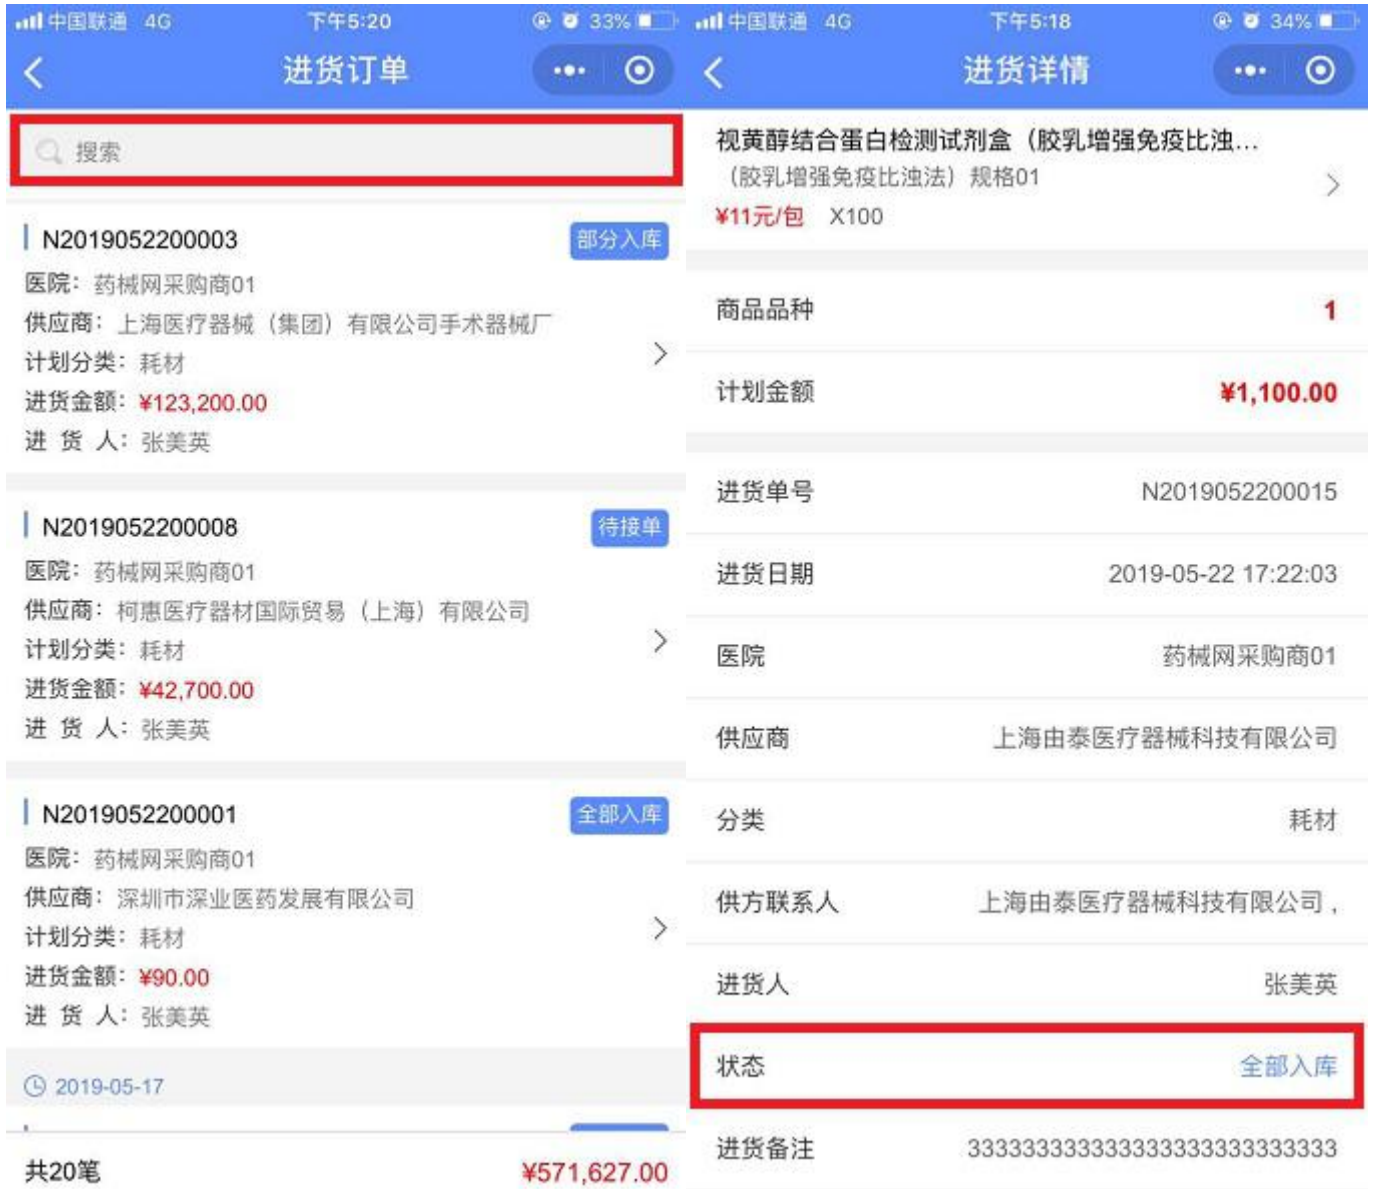 中国联通 4G 下午5:20 33%
进货订单
搜索
N2019052200003 部分入库
医院：药械网采购商01
供应商：上海医疗器械（集团）有限公司手术器械厂
计划分类：耗材
进货金额：¥123,200.00
进 货 人：张美英
N2019052200008 待接单
医院：药械网采购商01
供应商：柯惠医疗器材国际贸易（上海）有限公司
计划分类：耗材
进货金额：¥42,700.00
进 货 人：张美英
N2019052200001 全部入库
医院：药械网采购商01
供应商：深圳市深业医药发展有限公司
计划分类：耗材
进货金额：¥90.00
进 货 人：张美英
2019-05-17
共20笔 ¥571,627.00
中国联通 4G 下午5:18 34%
进货详情
视黄醇结合蛋白检测试剂盒（胶乳增强免疫比浊...
（胶乳增强免疫比浊法）规格01
¥11元/包 X100
商品品种 1
计划金额 ¥1,100.00
进货单号 N2019052200015
进货日期 2019-05-22 17:22:03
医院 药械网采购商01
供应商 上海由泰医疗器械科技有限公司
分类 耗材
供方联系人 上海由泰医疗器械科技有限公司 ,
进货人 张美英
状态 全部入库
进货备注 3333333333333333333333333333